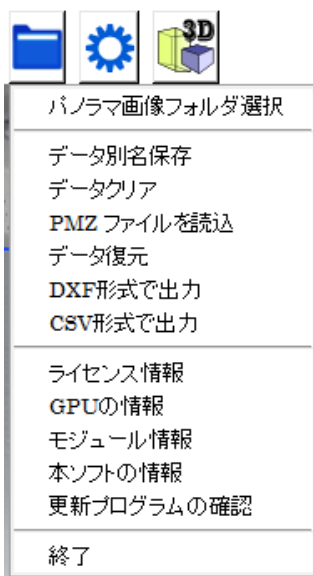 3D
パノラマ画像フォルダ選択
データ別名保存
データクリア
PMZ ファイルを読込
データ復元
DXF形式で出力
CSV形式で出力
ライセンス情報
GPUの情報
モジュール情報
本ソフトの情報
更新プログラムの確認
終了